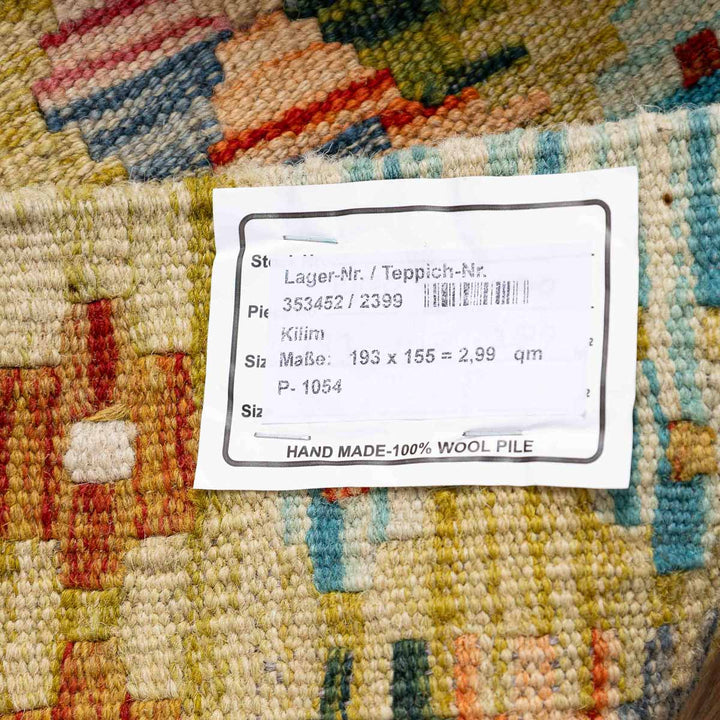 Lager-Nr. / Teppich-Nr.
353452 / 2399
Kilim
Maße: 193 x 155 = 2,99 qm
P- 1054
HAND MADE-100% WOOL PILE